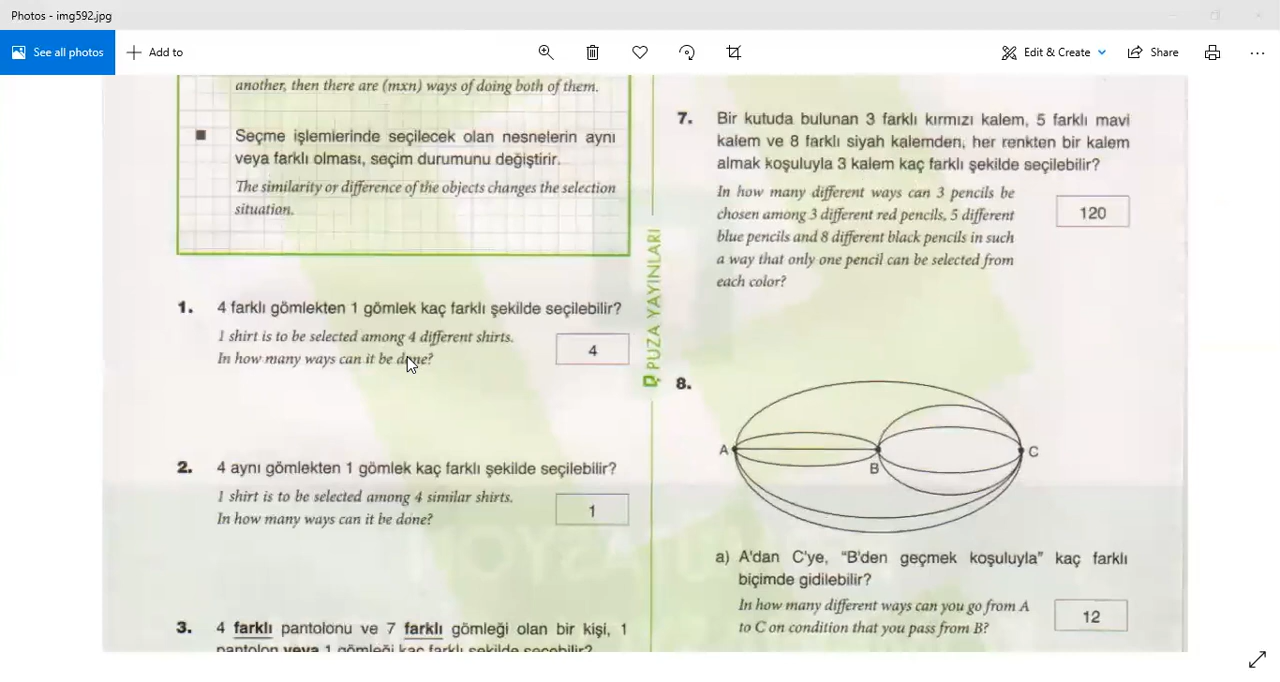 Photos - img592.jpg
See all photos
Add to
Edit & Create
Share
another, then there are (mxn) ways of doing both of them.
■ Seçme işlemlerinde seçilecek olan nesnelerin aynı
veya farklı olması, seçim durumunu değiştirir.
The similarity or difference of the objects changes the selection
situation.
1. 4 farklı gömlekten 1 gömlek kaç farklı şekilde seçilebilir?
1 shirt is to be selected among 4 different shirts.
In how many ways can it be done?
4
2. 4 aynı gömlekten 1 gömlek kaç farklı şekilde seçilebilir?
1 shirt is to be selected among 4 similar shirts.
In how many ways can it be done?
1
3. 4 farklı pantolonu ve 7 farklı gömleği olan bir kişi, 1
pantolon veya 1 gömleği kaç farklı şekilde seçebilir?
PUZA YAYINLARI
7. Bir kutuda bulunan 3 farklı kırmızı kalem, 5 farklı mavi
kalem ve 8 farklı siyah kalemden, her renkten bir kalem
almak koşuluyla 3 kalem kaç farklı şekilde seçilebilir?
In how many different ways can 3 pencils be
chosen among 3 different red pencils, 5 different
blue pencils and 8 different black pencils in such
a way that only one pencil can be selected from
each color?
120
8.
A
B
C
a) A'dan C'ye, "B'den geçmek koşuluyla" kaç farklı
biçimde gidilebilir?
In how many different ways can you go from A
to C on condition that you pass from B?
12